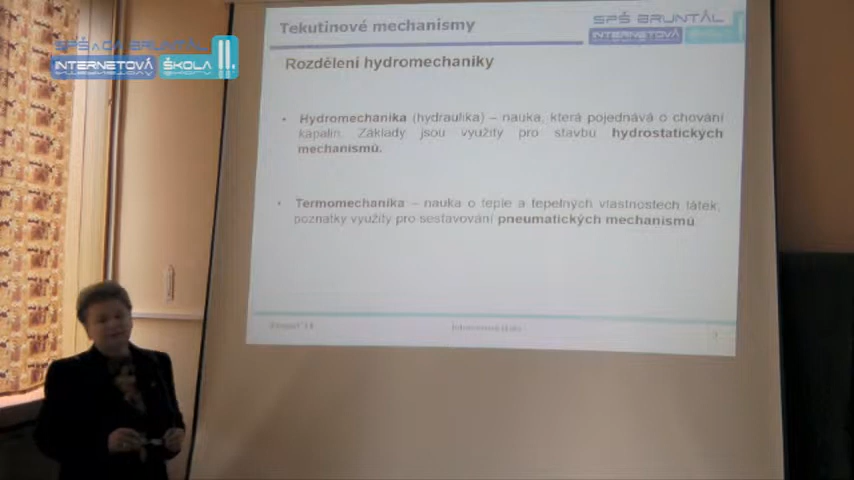 SPŠ a OA BRUNTÁL
INTERNETOVÁ ŠKOLA II.
Tekutinové mechanismy
SPŠ BRUNTÁL
INTERNETOVÁ
Rozdělení hydromechaniky
• Hydromechanika (hydraulika) – nauka, která pojednává o chování
kapalin. Základy jsou využity pro stavbu hydrostatických
mechanismů.
• Termomechanika – nauka o teple a tepelných vlastnostech látek,
poznatky využity pro sestavování pneumatických mechanismů